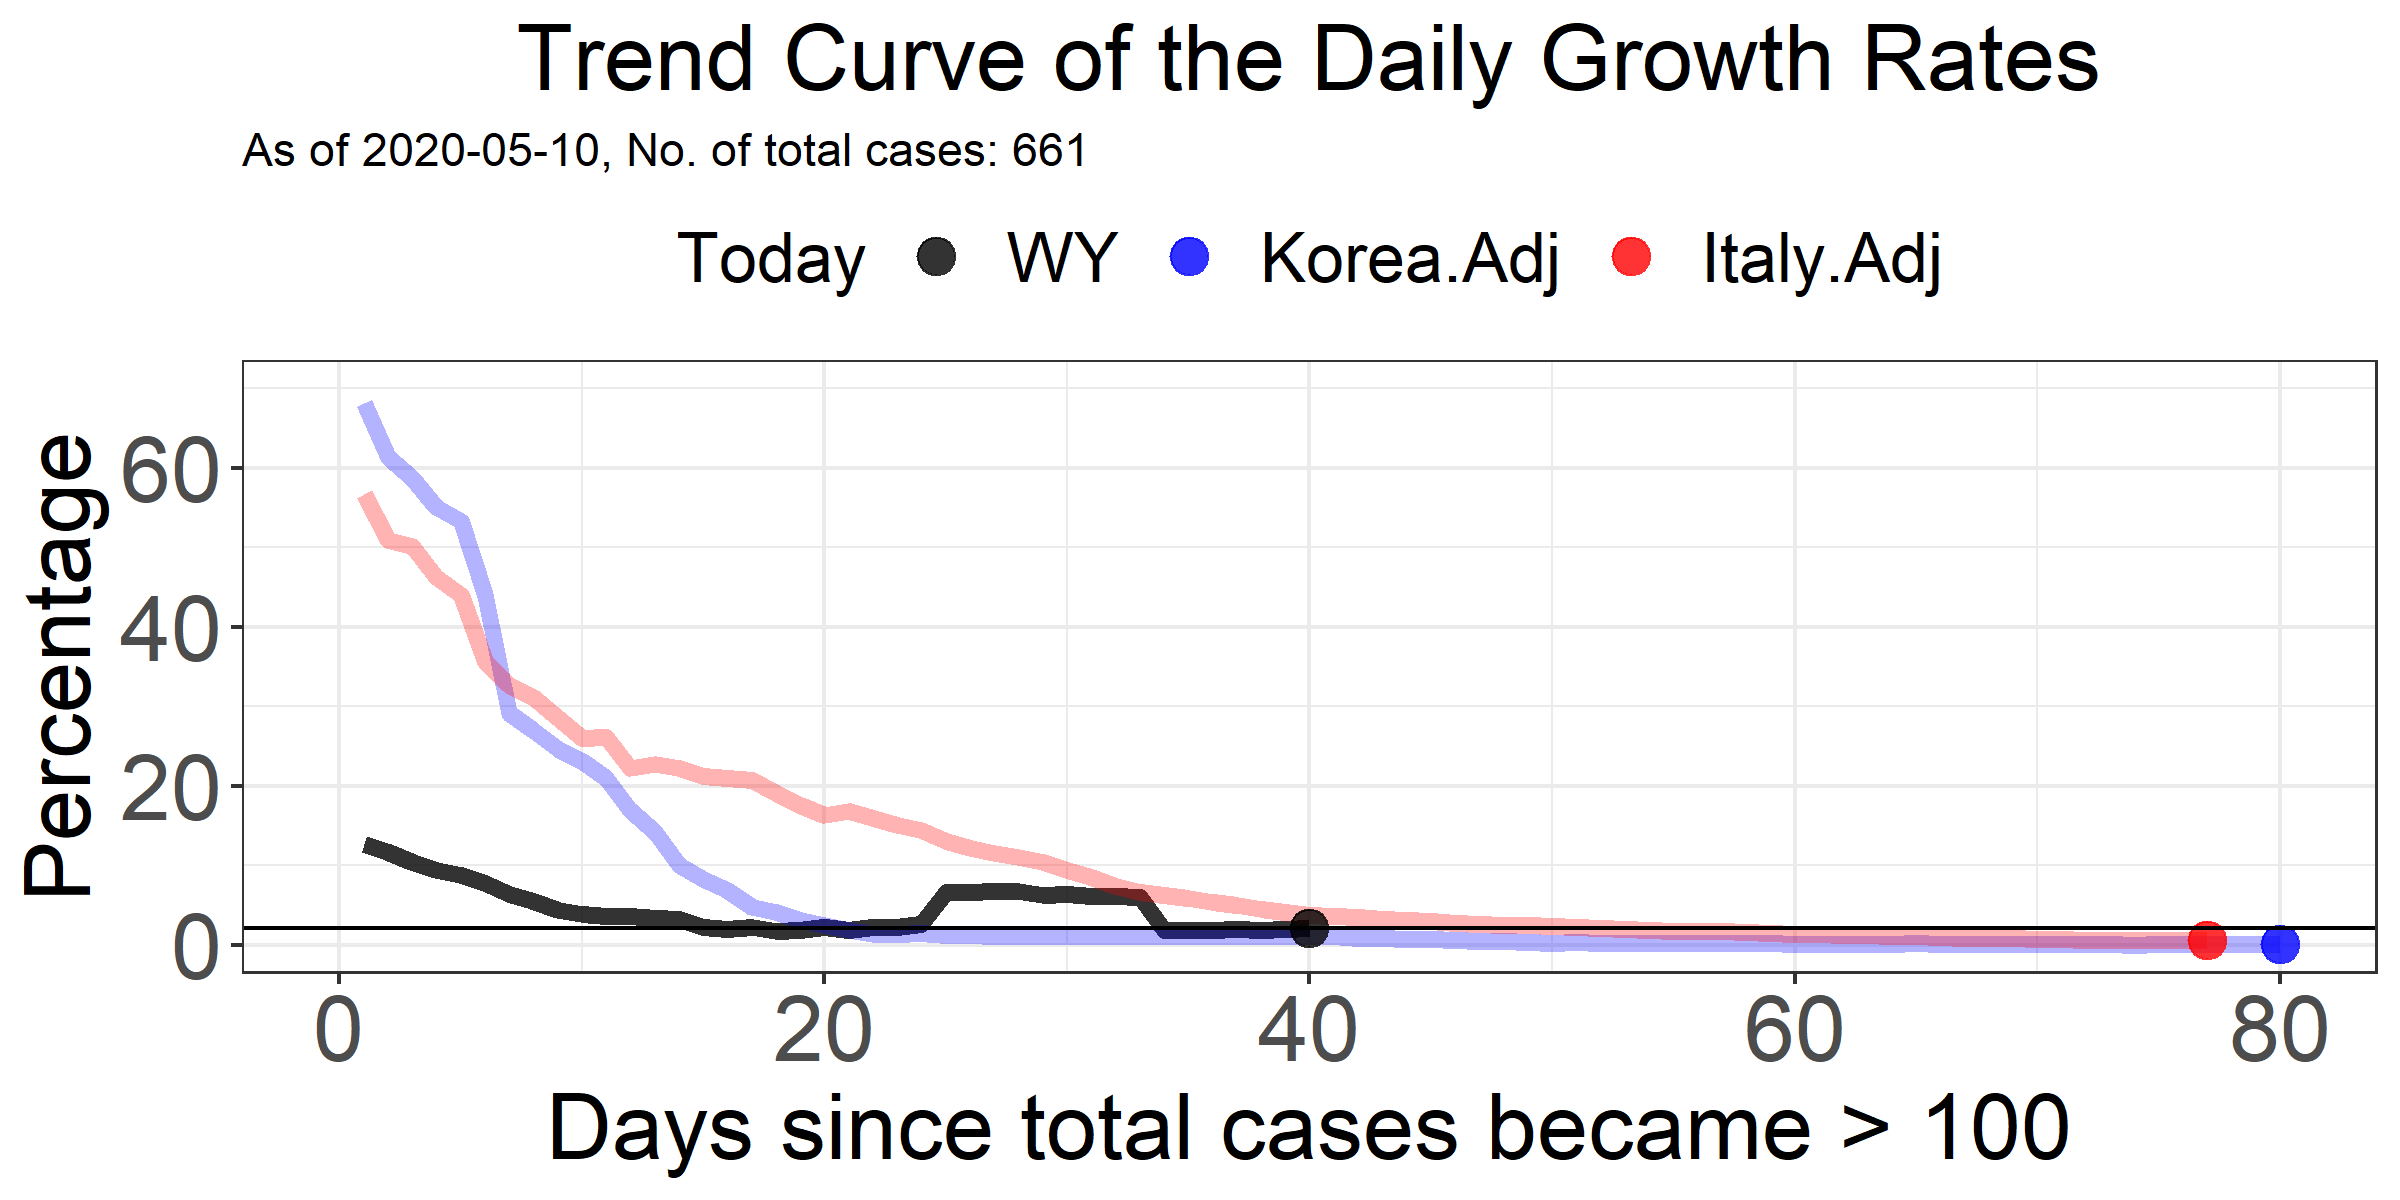 Trend Curve of the Daily Growth Rates
As of 2020-05-10, No. of total cases: 661
Today WY Korea.Adj Italy.Adj
Percentage
60
40
20
0
0 20 40 60 80
Days since total cases became > 100